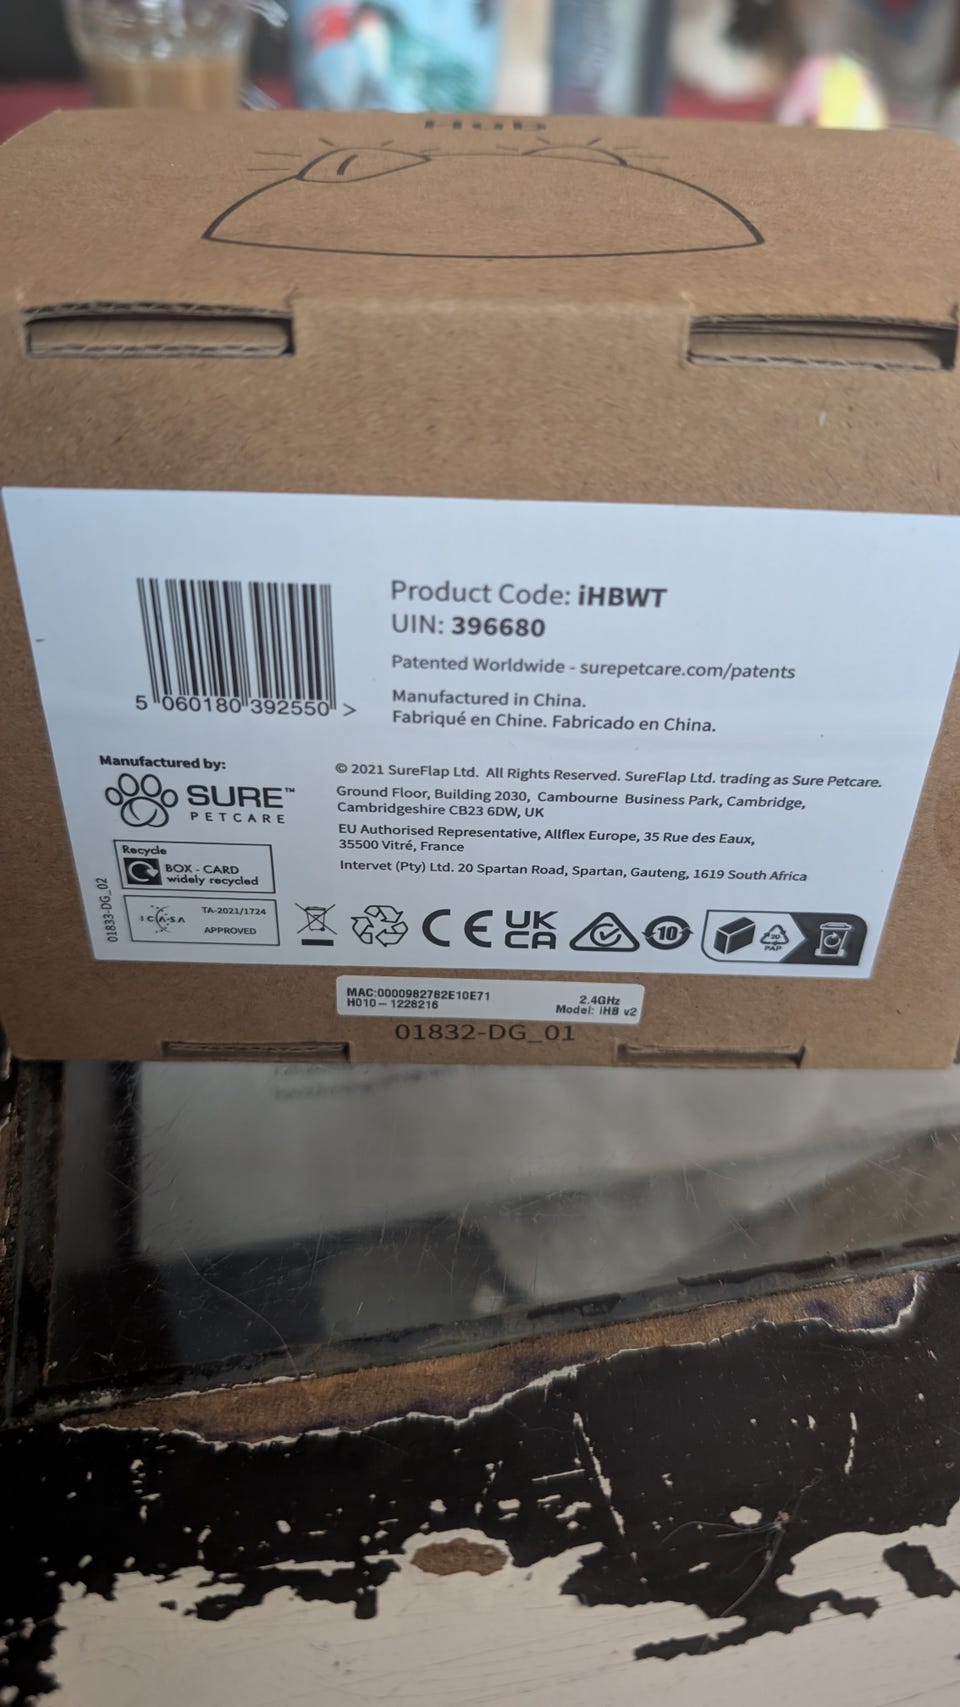 Hub
Product Code: iHBWT
UIN: 396680
Patented Worldwide - surepetcare.com/patents
Manufactured in China.
Fabriqué en Chine. Fabricado en China.
5 060180 392550 >
Manufactured by:
SURE™
PETCARE
© 2021 SureFlap Ltd. All Rights Reserved. SureFlap Ltd. trading as Sure Petcare.
Ground Floor, Building 2030, Cambourne Business Park, Cambridge,
Cambridgeshire CB23 6DW, UK
EU Authorised Representative, Allflex Europe, 35 Rue des Eaux,
35500 Vitré, France
Intervet (Pty) Ltd. 20 Spartan Road, Spartan, Gauteng, 1619 South Africa
Recycle
BOX - CARD
widely recycled
01833-DG_02
ICASA
TA-2021/1724
APPROVED
CE
UK
CA
10
20
PAP
MAC:0000982782E10E71
H010-1228216
2.4GHz
Model: iHB v2
01832-DG_01